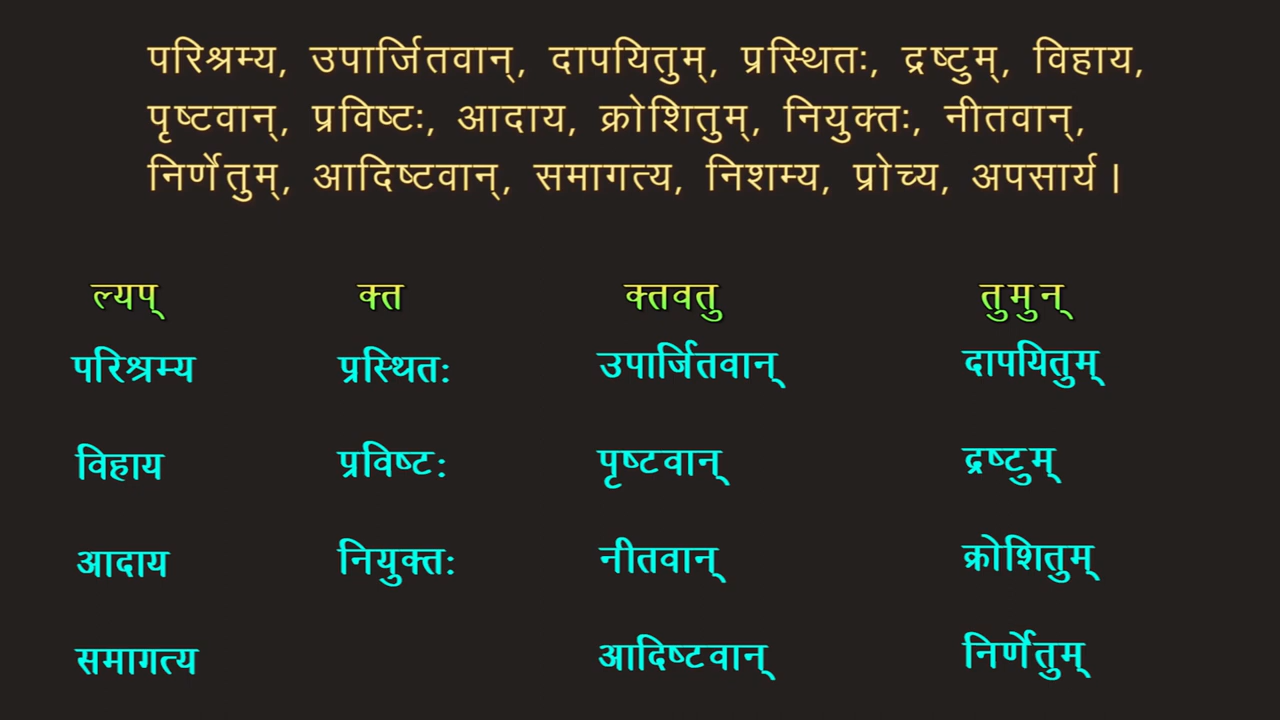 परिश्रम्य, उपार्जितवान्, दापयितुम्, प्रस्थितः, द्रष्टुम्, विहाय,
पृष्टवान्, प्रविष्टः, आदाय, क्रोशितुम्, नियुक्तः, नीतवान्,
निर्णेतुम्, आदिष्टवान्, समागत्य, निशम्य, प्रोच्य, अपसार्य।
ल्यप् क्त क्तवतु तुमुन्
परिश्रम्य प्रस्थितः उपार्जितवान् दापयितुम्
विहाय प्रविष्टः पृष्टवान् द्रष्टुम्
आदाय नियुक्तः नीतवान् क्रोशितुम्
समागत्य आदिष्टवान् निर्णेतुम्